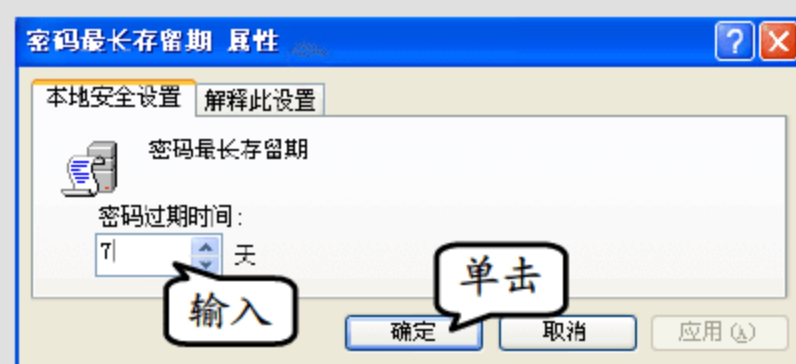 密码最长存留期 属性
本地安全设置 解释此设置
密码最长存留期
密码过期时间:
7 天
输入
单击
确定 取消 应用(A)